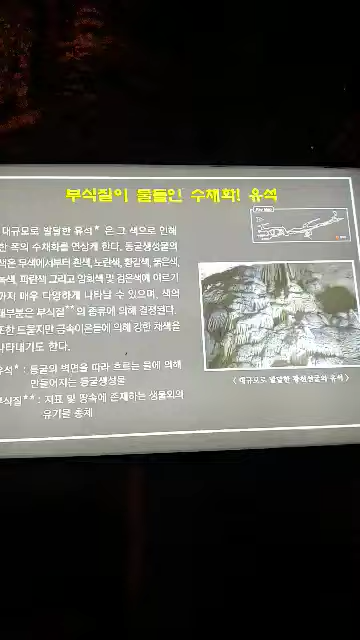 부식질이 물들인 수채화! 유석
대규모로 발달한 유석* 은 그 색으로 인해
한 폭의 수채화를 연상케 한다. 동굴생성물의
색은 무색에서부터 흰색, 노란색, 황갈색, 붉은색,
녹색, 파란색 그리고 암회색 및 검은색에 이르기
까지 매우 다양하게 나타날 수 있으며, 색의
대부분은 부식질**의 종류에 의해 결정된다.
또한 드물지만 금속이온들에 의해 강한 채색을
나타내기도 한다.
유석* : 동굴의 벽면을 따라 흐르는 물에 의해
만들어지는 동굴생성물
부식질** : 지표 및 땅속에 존재하는 생물의
유기물 총체
< 대규모로 발달한 유석 >